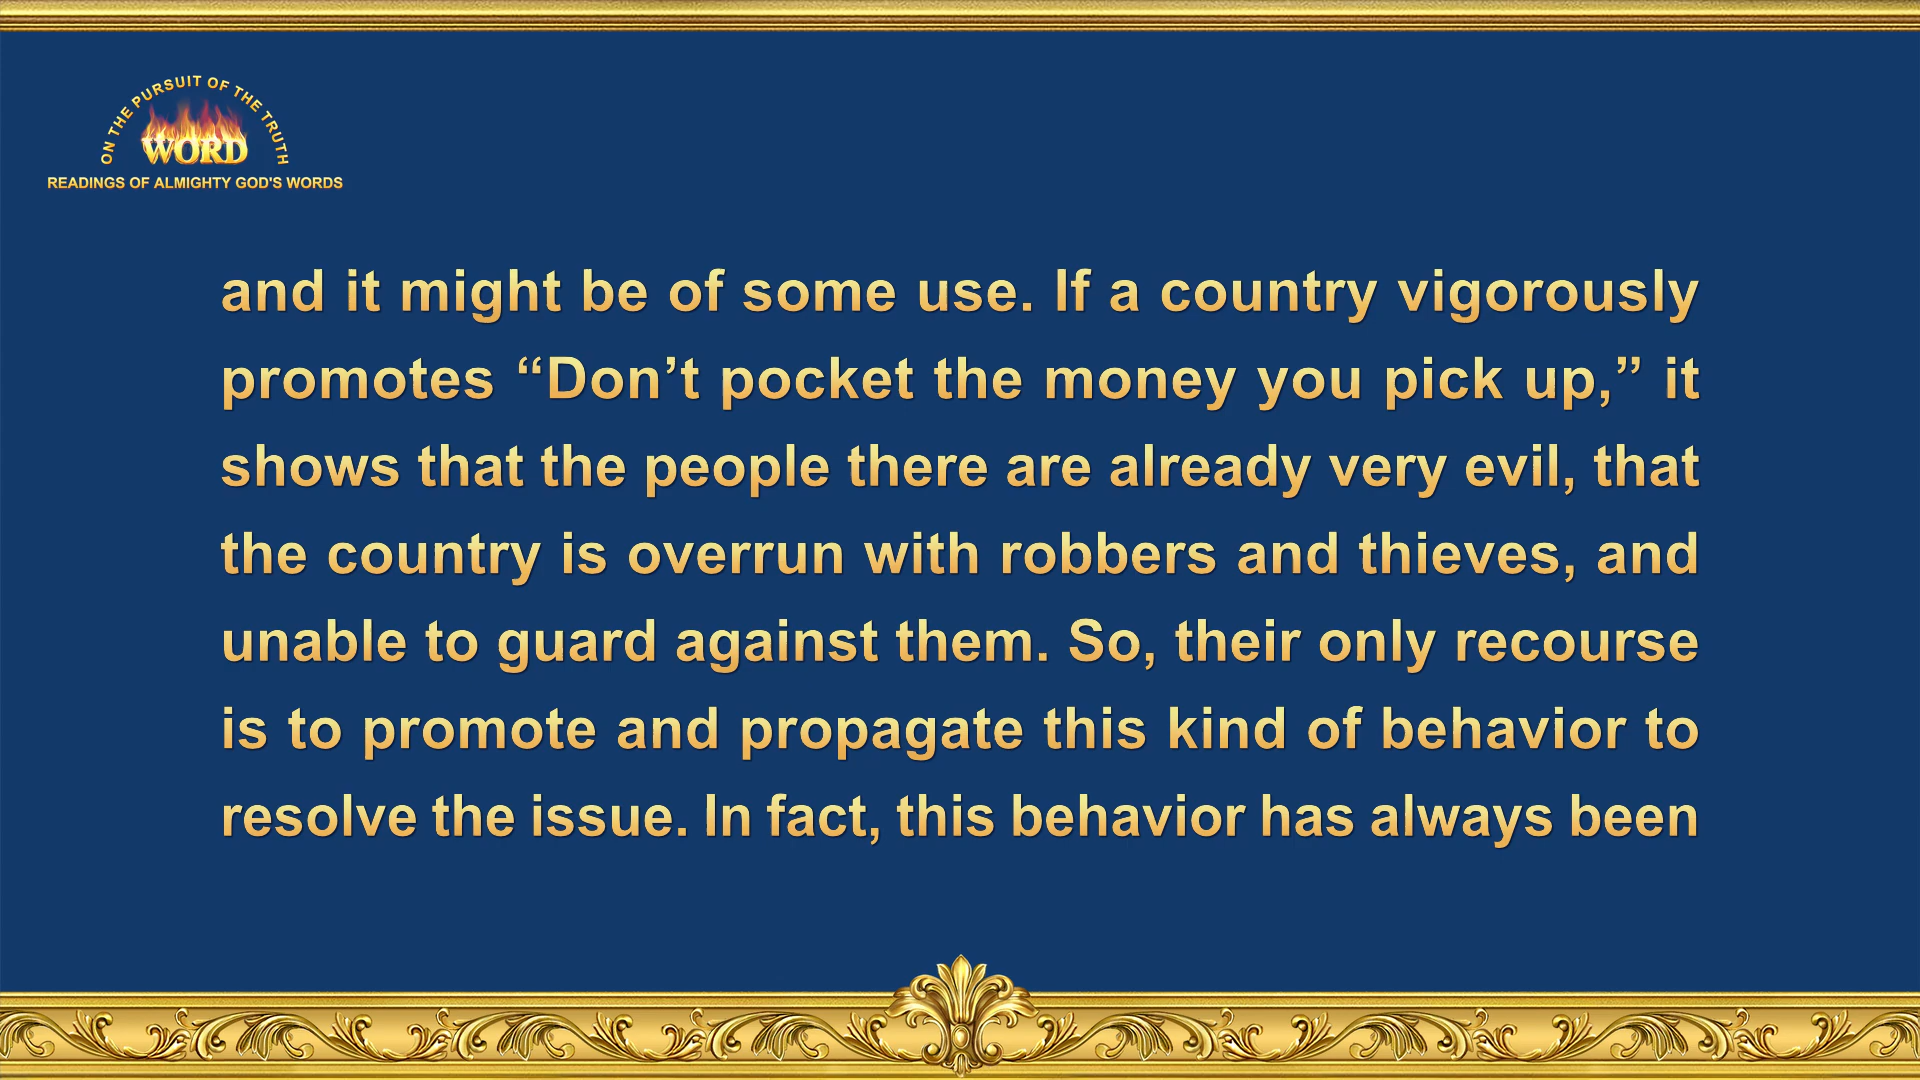 ON THE PURSUIT OF THE TRUTH
WORD
READINGS OF ALMIGHTY GOD'S WORDS
and it might be of some use. If a country vigorously
promotes “Don’t pocket the money you pick up,” it
shows that the people there are already very evil, that
the country is overrun with robbers and thieves, and
unable to guard against them. So, their only recourse
is to promote and propagate this kind of behavior to
resolve the issue. In fact, this behavior has always been